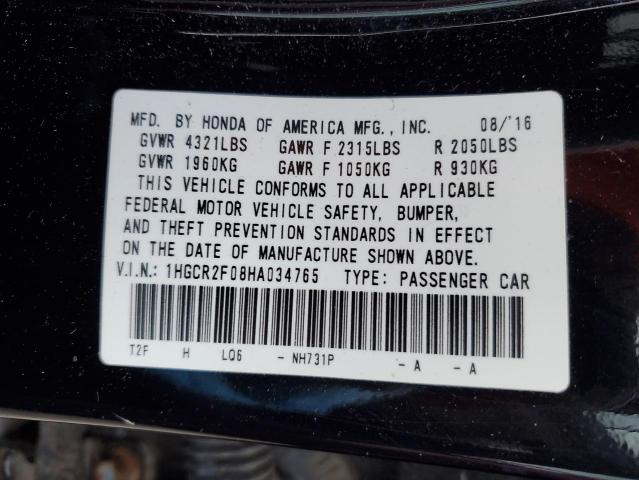 MFD. BY HONDA OF AMERICA MFG., INC. 08/'16
GVWR 4321LBS GAWR F 2315LBS R 2050LBS
GVWR 1960KG GAWR F 1050KG R 930KG
THIS VEHICLE CONFORMS TO ALL APPLICABLE
FEDERAL MOTOR VEHICLE SAFETY, BUMPER,
AND THEFT PREVENTION STANDARDS IN EFFECT
ON THE DATE OF MANUFACTURE SHOWN ABOVE.
V.I.N.: 1HGCR2F08HA034765 TYPE: PASSENGER CAR
T2F H LQ6 - NH731P - A - A